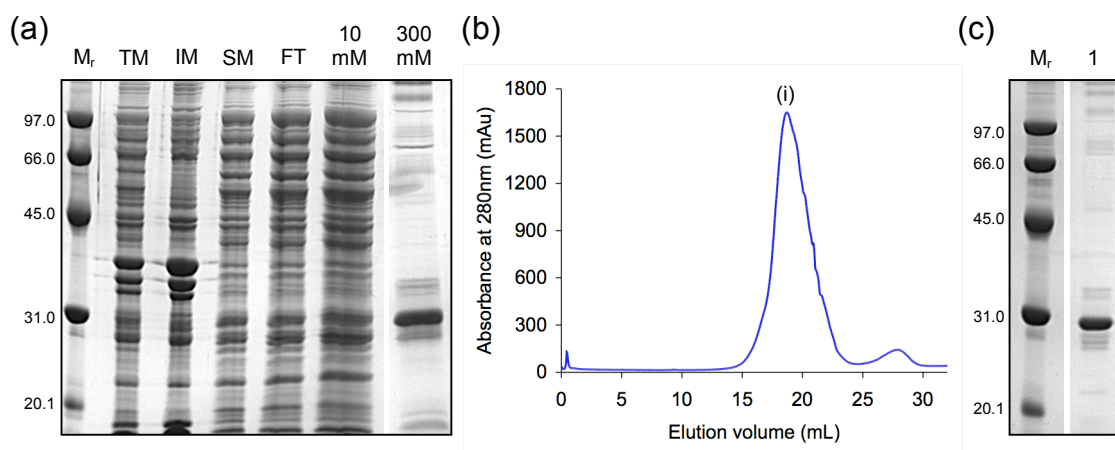 (a)
10 mM
300 mM
Mr TM IM SM FT
97.0
66.0
45.0
31.0
20.1
(b)
Absorbance at 280nm (mAu)
1800
1500
1200
900
600
300
0
(i)
0 5 10 15 20 25 30
Elution volume (mL)
(c)
Mr 1
97.0
66.0
45.0
31.0
20.1